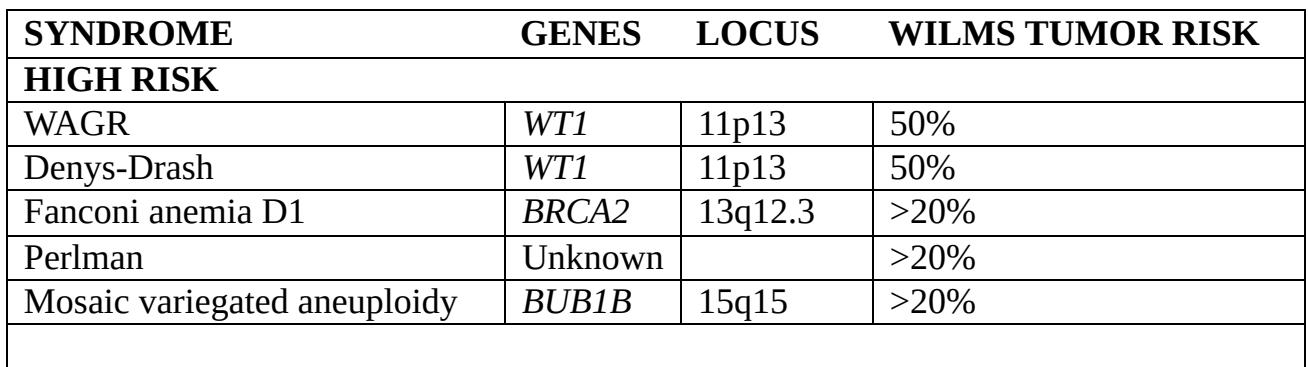 SYNDROME GENES LOCUS WILMS TUMOR RISK
HIGH RISK
WAGR WT1 11p13 50%
Denys-Drash WT1 11p13 50%
Fanconi anemia D1 BRCA2 13q12.3 >20%
Perlman Unknown >20%
Mosaic variegated aneuploidy BUB1B 15q15 >20%